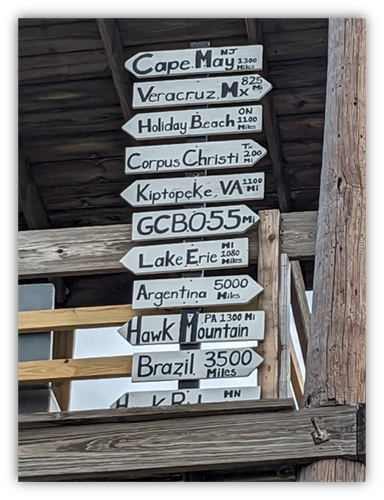 Cape May NJ 1300 Miles
Veracruz, Mx 825 Mi
Holiday Beach ON 1100 Miles
Corpus Christi Tx 200 Mi
Kiptopeke, VA 1100 Mi
GCBO 55 Mi
Lake Erie MI 1080 Miles
Argentina 5000 Miles
Hawk Mountain PA 1300 Mi
Brazil 3500 Miles
Hawk Rid MN